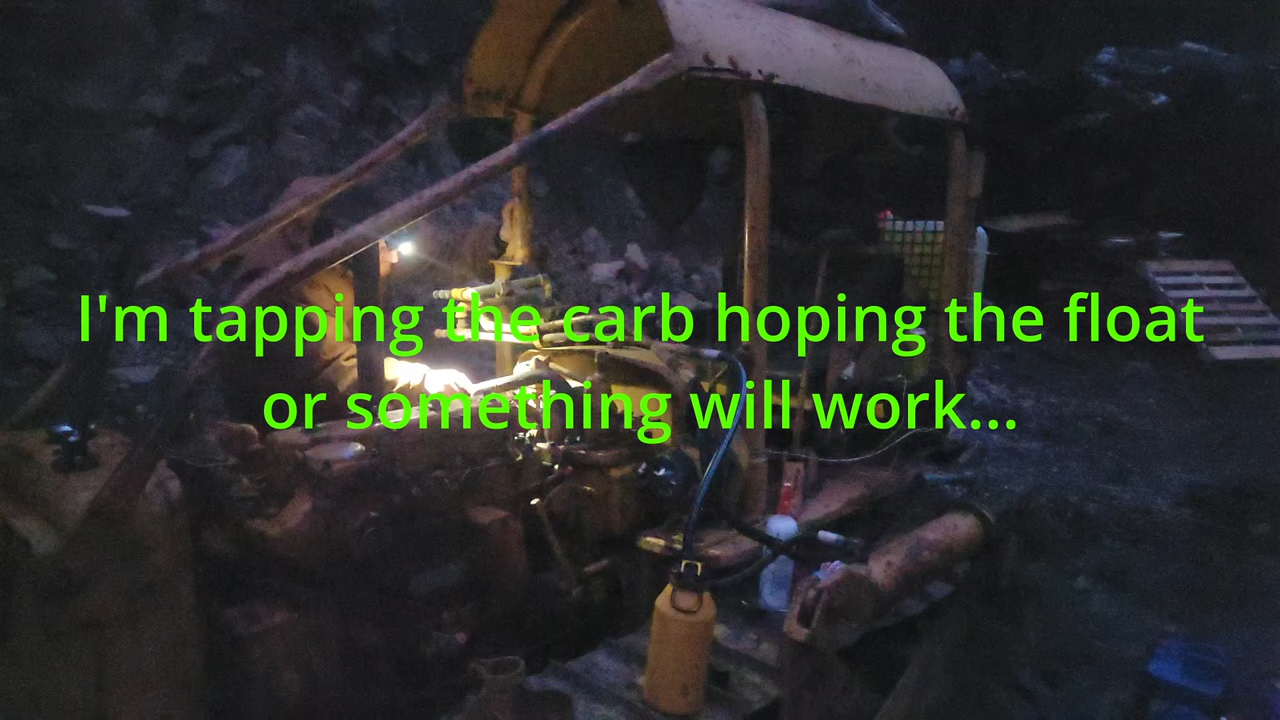 I'm tapping the carb hoping the float
or something will work...